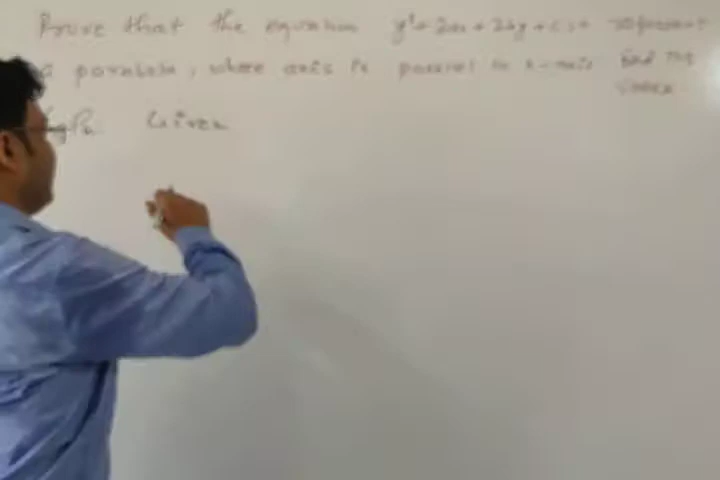 Prove that the equation y²+2ax+2by+c=0 represent
a parabola, whose axis is parallel to x-axis find the
vertex
Given